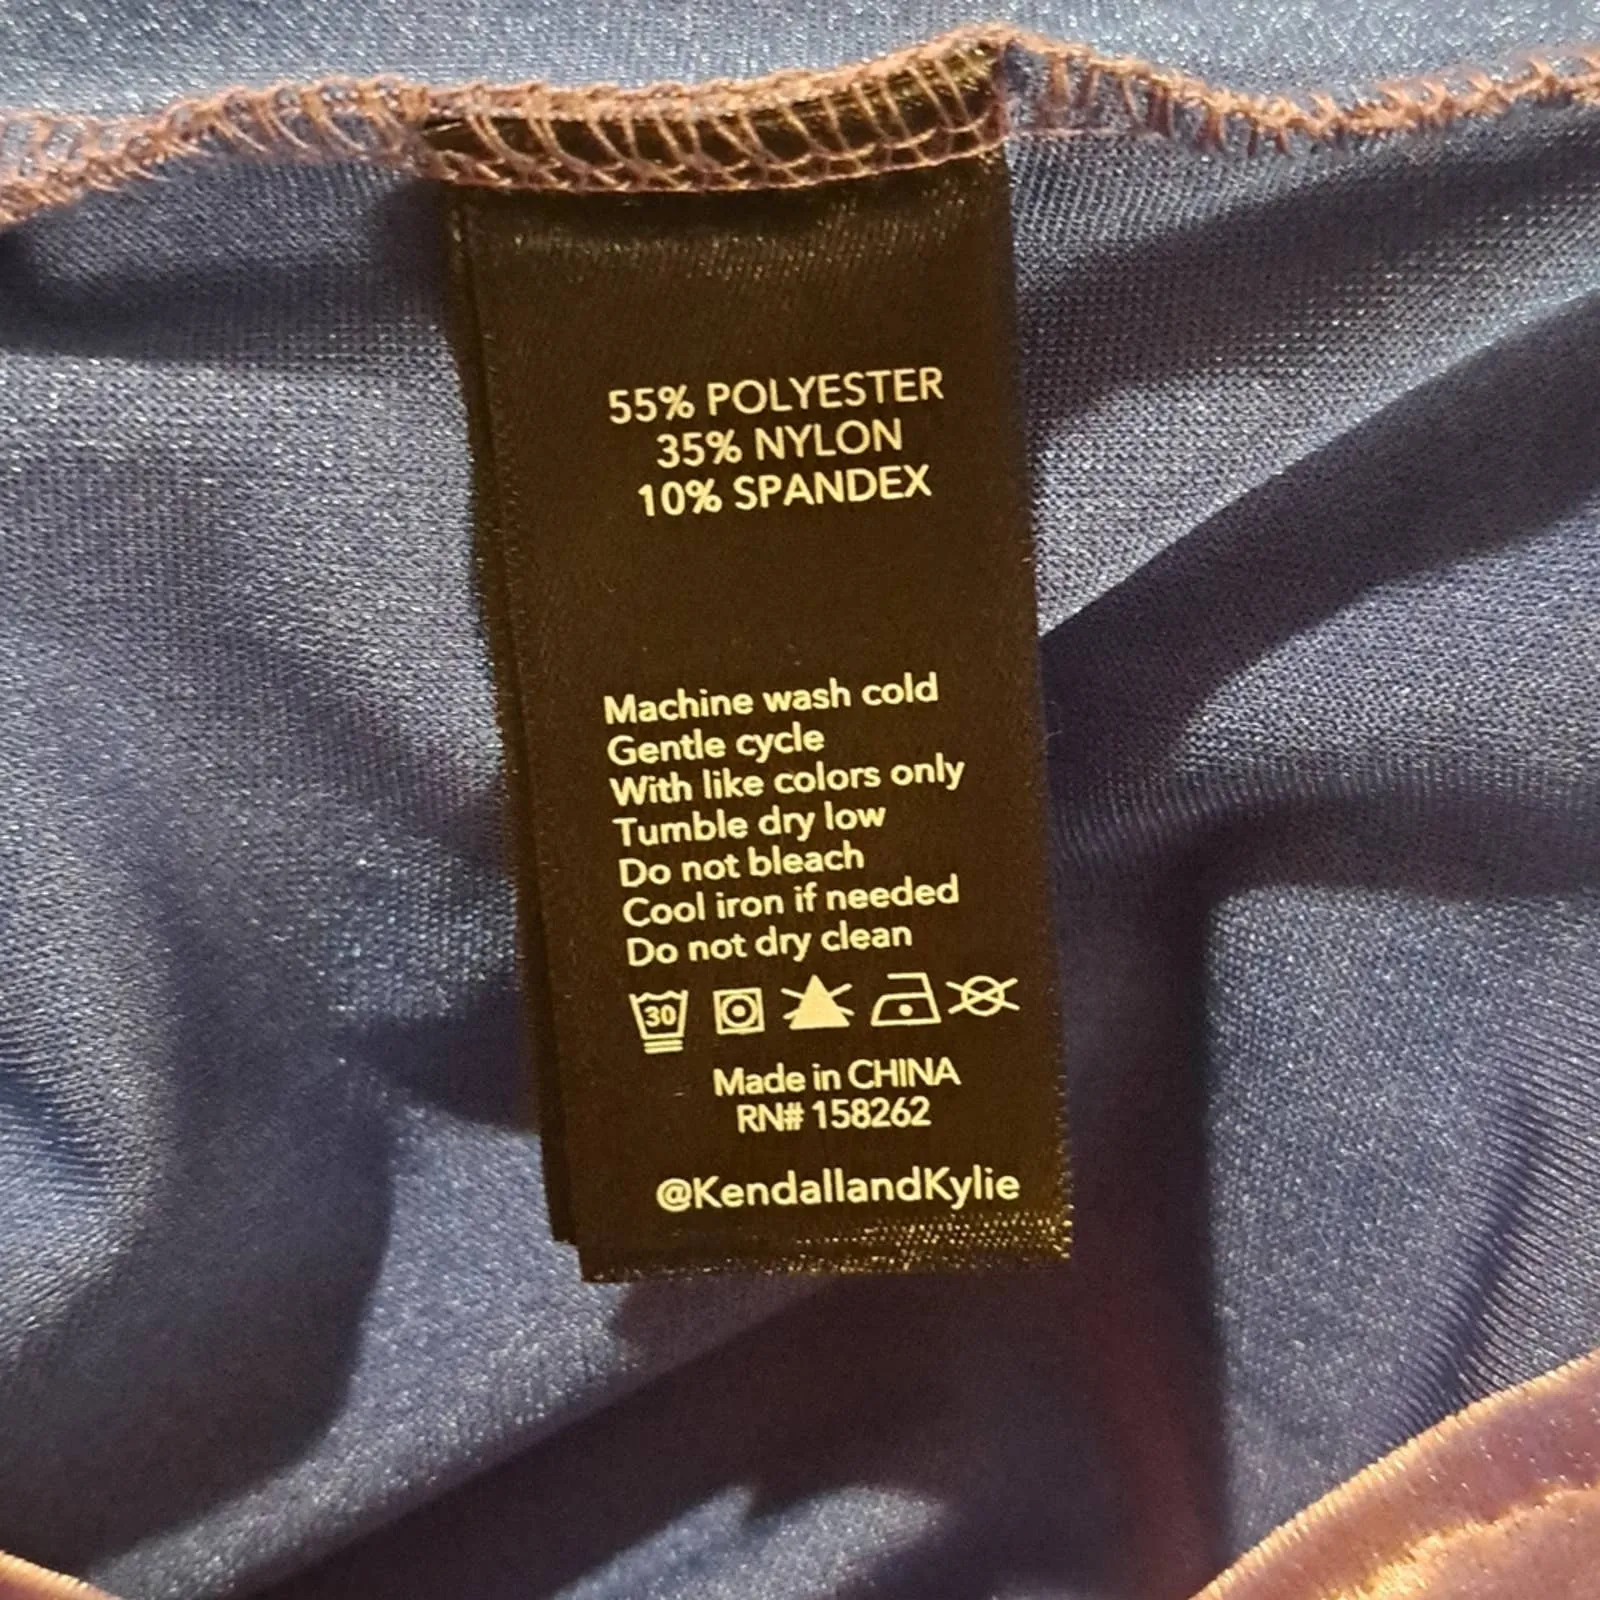 55% POLYESTER
35% NYLON
10% SPANDEX
Machine wash cold
Gentle cycle
With like colors only
Tumble dry low
Do not bleach
Cool iron if needed
Do not dry clean
30
Made in CHINA
RN# 158262
@KendallandKylie